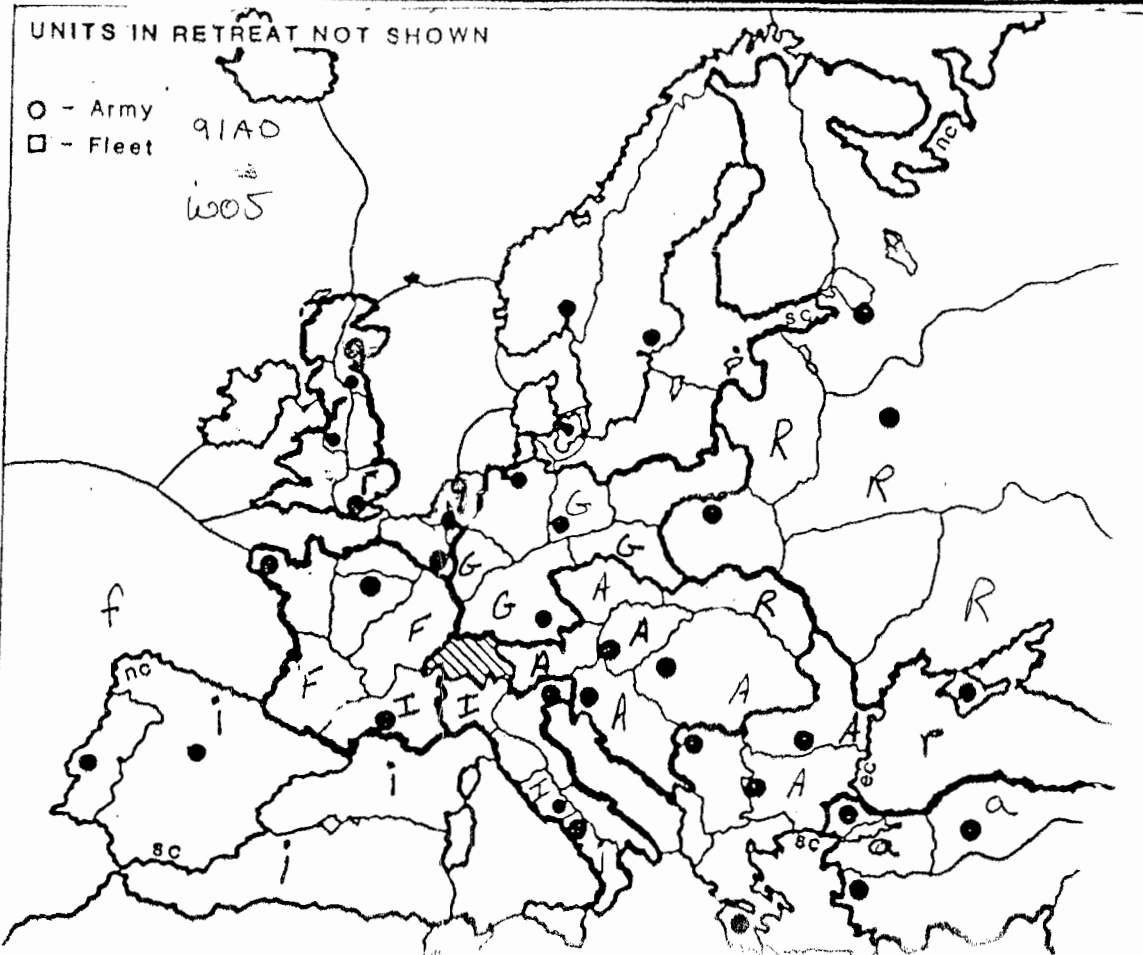 UNITS IN RETREAT NOT SHOWN
O - Army
□ - Fleet
91AO
W05
nc
sc
R
R
r
g
G
G
f
G
G
A
R
R
F
A
A
nc
F
I
I
A
A
i
A
r
i
I
A
ec
a
sc
sc
a
i